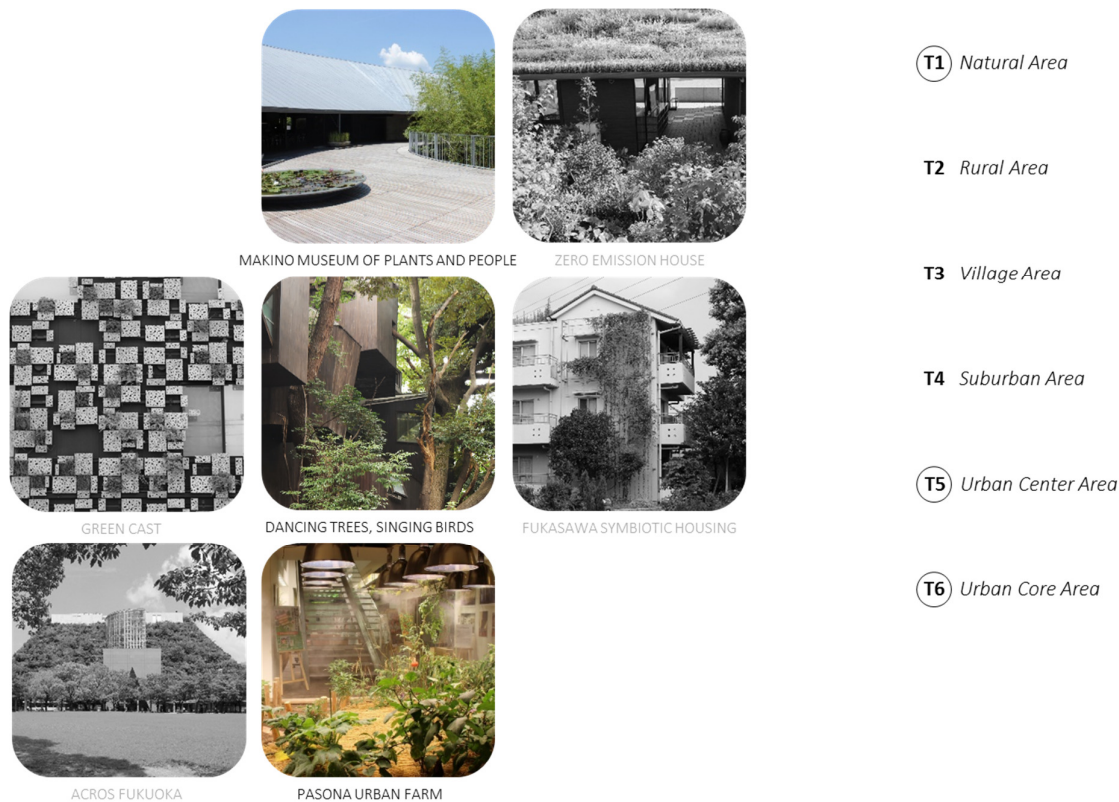 MAKINO MUSEUM OF PLANTS AND PEOPLE
ZERO EMISSION HOUSE
GREEN CAST
DANCING TREES, SINGING BIRDS
FUKASAWA SYMBIOTIC HOUSING
ACROS FUKUOKA
PASONA URBAN FARM
T1 Natural Area
T2 Rural Area
T3 Village Area
T4 Suburban Area
T5 Urban Center Area
T6 Urban Core Area